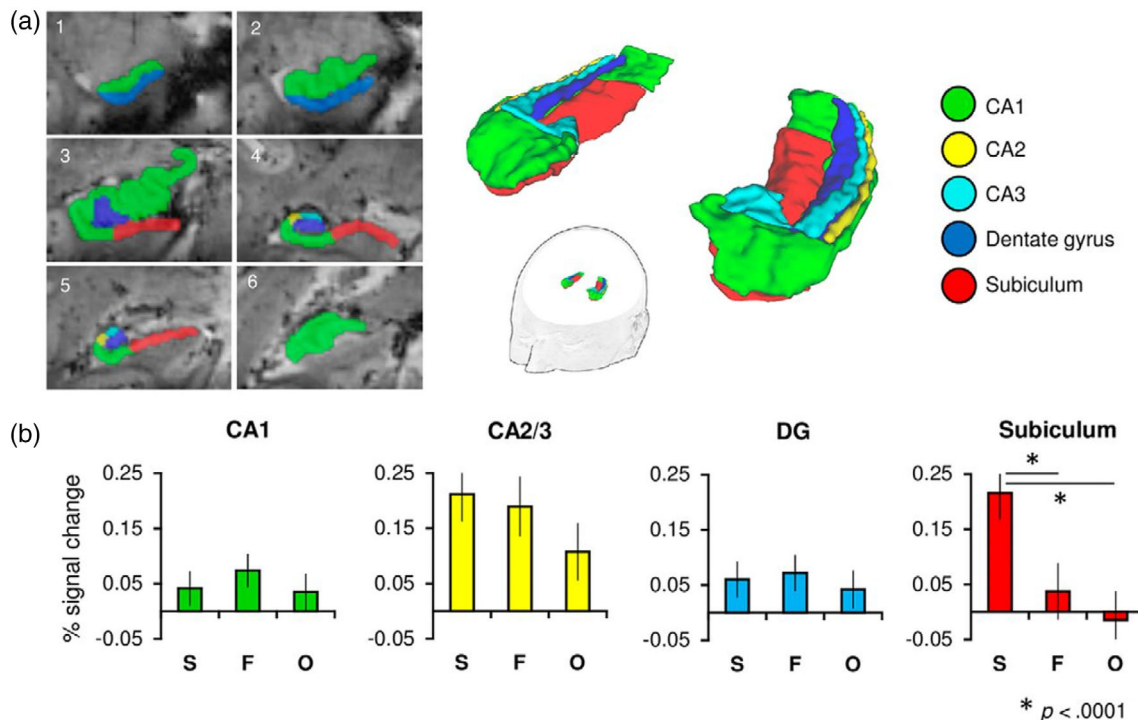 (a)
1
2
3
4
5
6
CA1
CA2
CA3
Dentate gyrus
Subiculum
(b)
CA1
CA2/3
DG
Subiculum
% signal change
0.25
0.15
0.05
-0.05
S F O
0.25
0.15
0.05
-0.05
S F O
0.25
0.15
0.05
-0.05
S F O
0.25
0.15
0.05
-0.05
S F O
*
*
* p < .0001